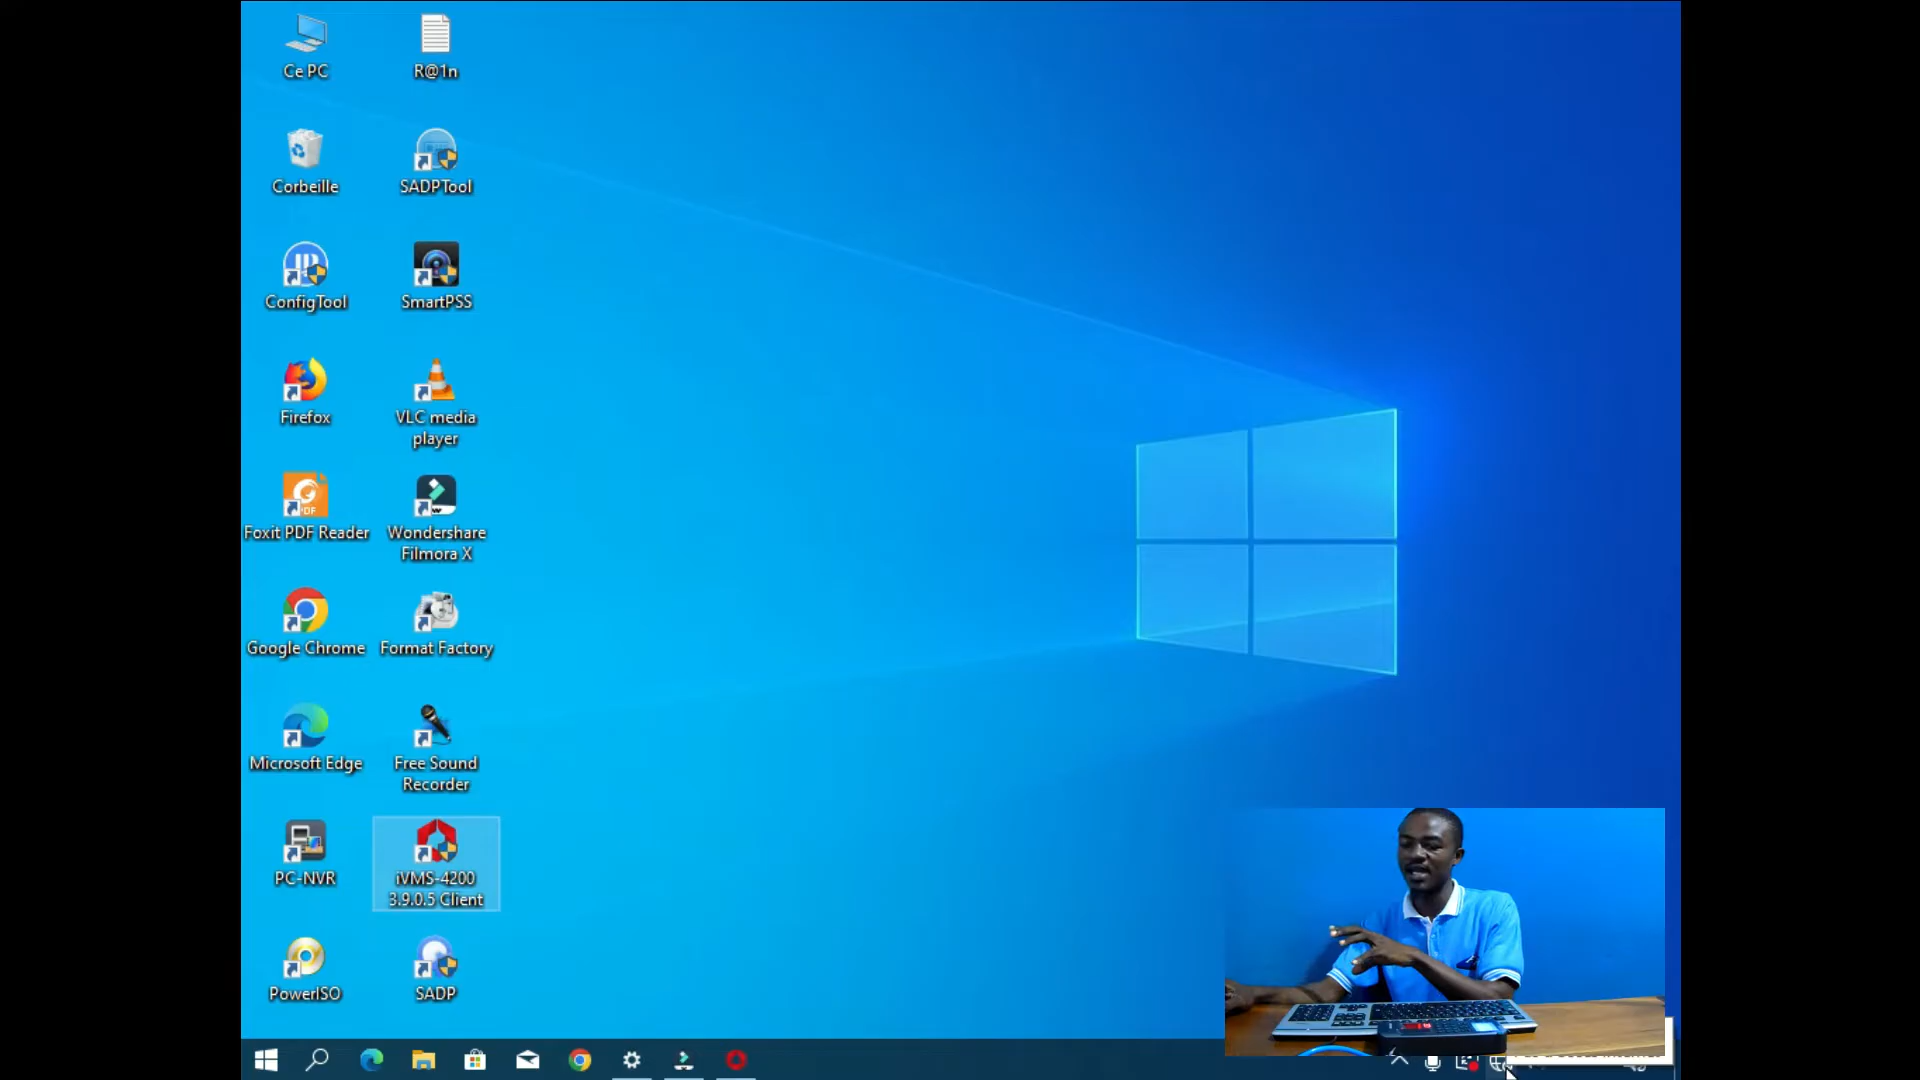 Ce PC
R@1n
Corbeille
SADPTool
ConfigTool
SmartPSS
Firefox
VLC media
player
Foxit PDF Reader
Wondershare
Filmora X
Google Chrome
Format Factory
Microsoft Edge
Free Sound
Recorder
PC-NVR
iVMS-4200
3.9.0.5 Client
PowerISO
SADP